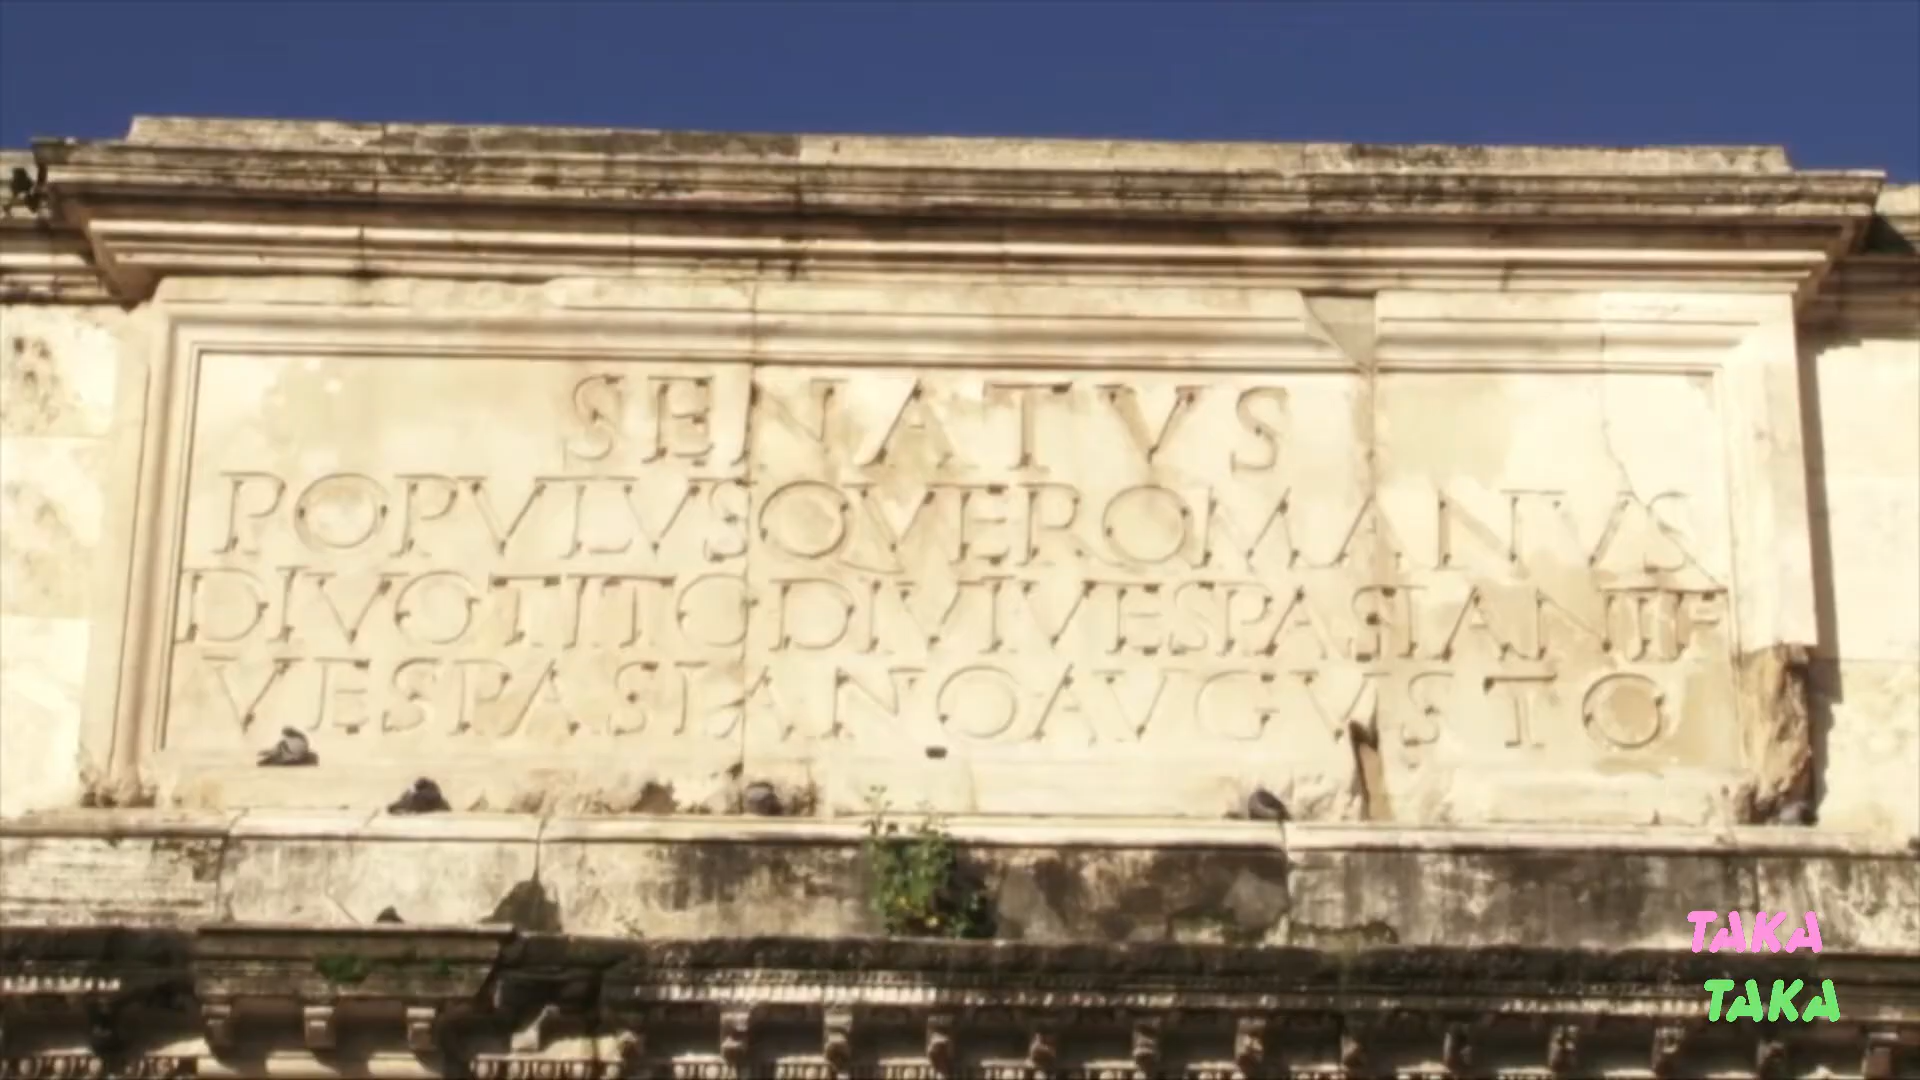 SENATVS
POPVLVSQVEROMANVS
DIVOTITODIVIVESPASIANIF
VESPASIANOAVGVSTO
TAKA
TAKA